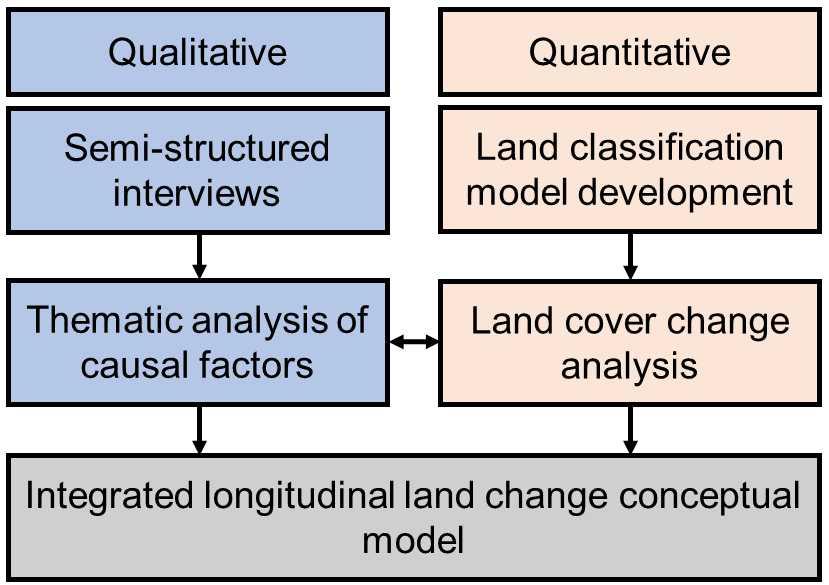 Qualitative
Quantitative
Semi-structured
interviews
Land classification
model development
Thematic analysis of
causal factors
Land cover change
analysis
Integrated longitudinal land change conceptual
model